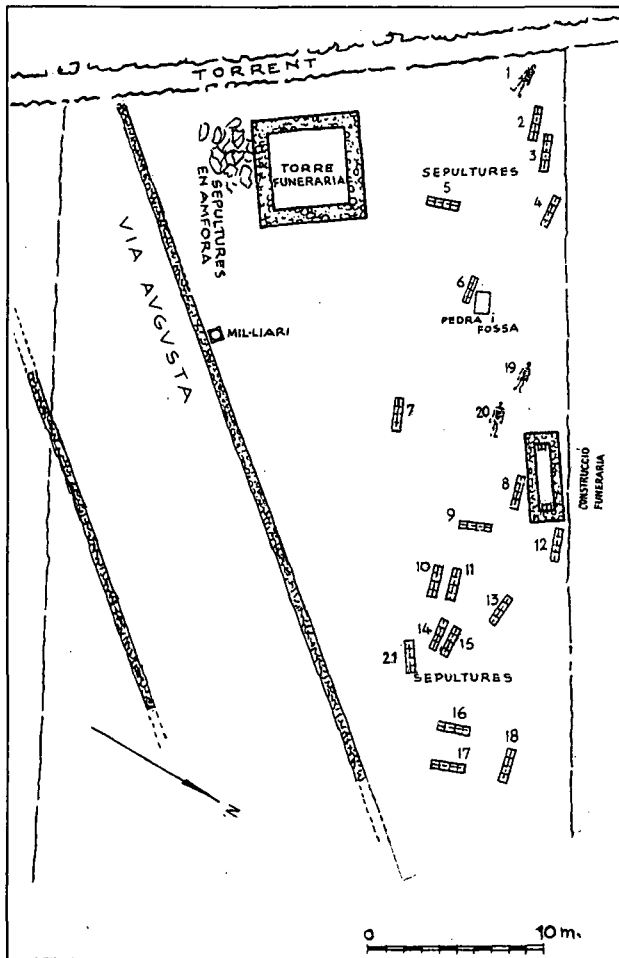 TORRENT
1
2
3
TORRE
FUNERARIA
SEPULTURES
EN AMFORA
SEPULTURES
5
4
VIA AVGVSTA
6
PEDRA i
FOSSA
MIL·LIARI
19
7
20
CONSTRUCCIO
FUNERARIA
8
9
12
10
11
13
14
15
21
SEPULTURES
16
18
17
N.
0
10 m.